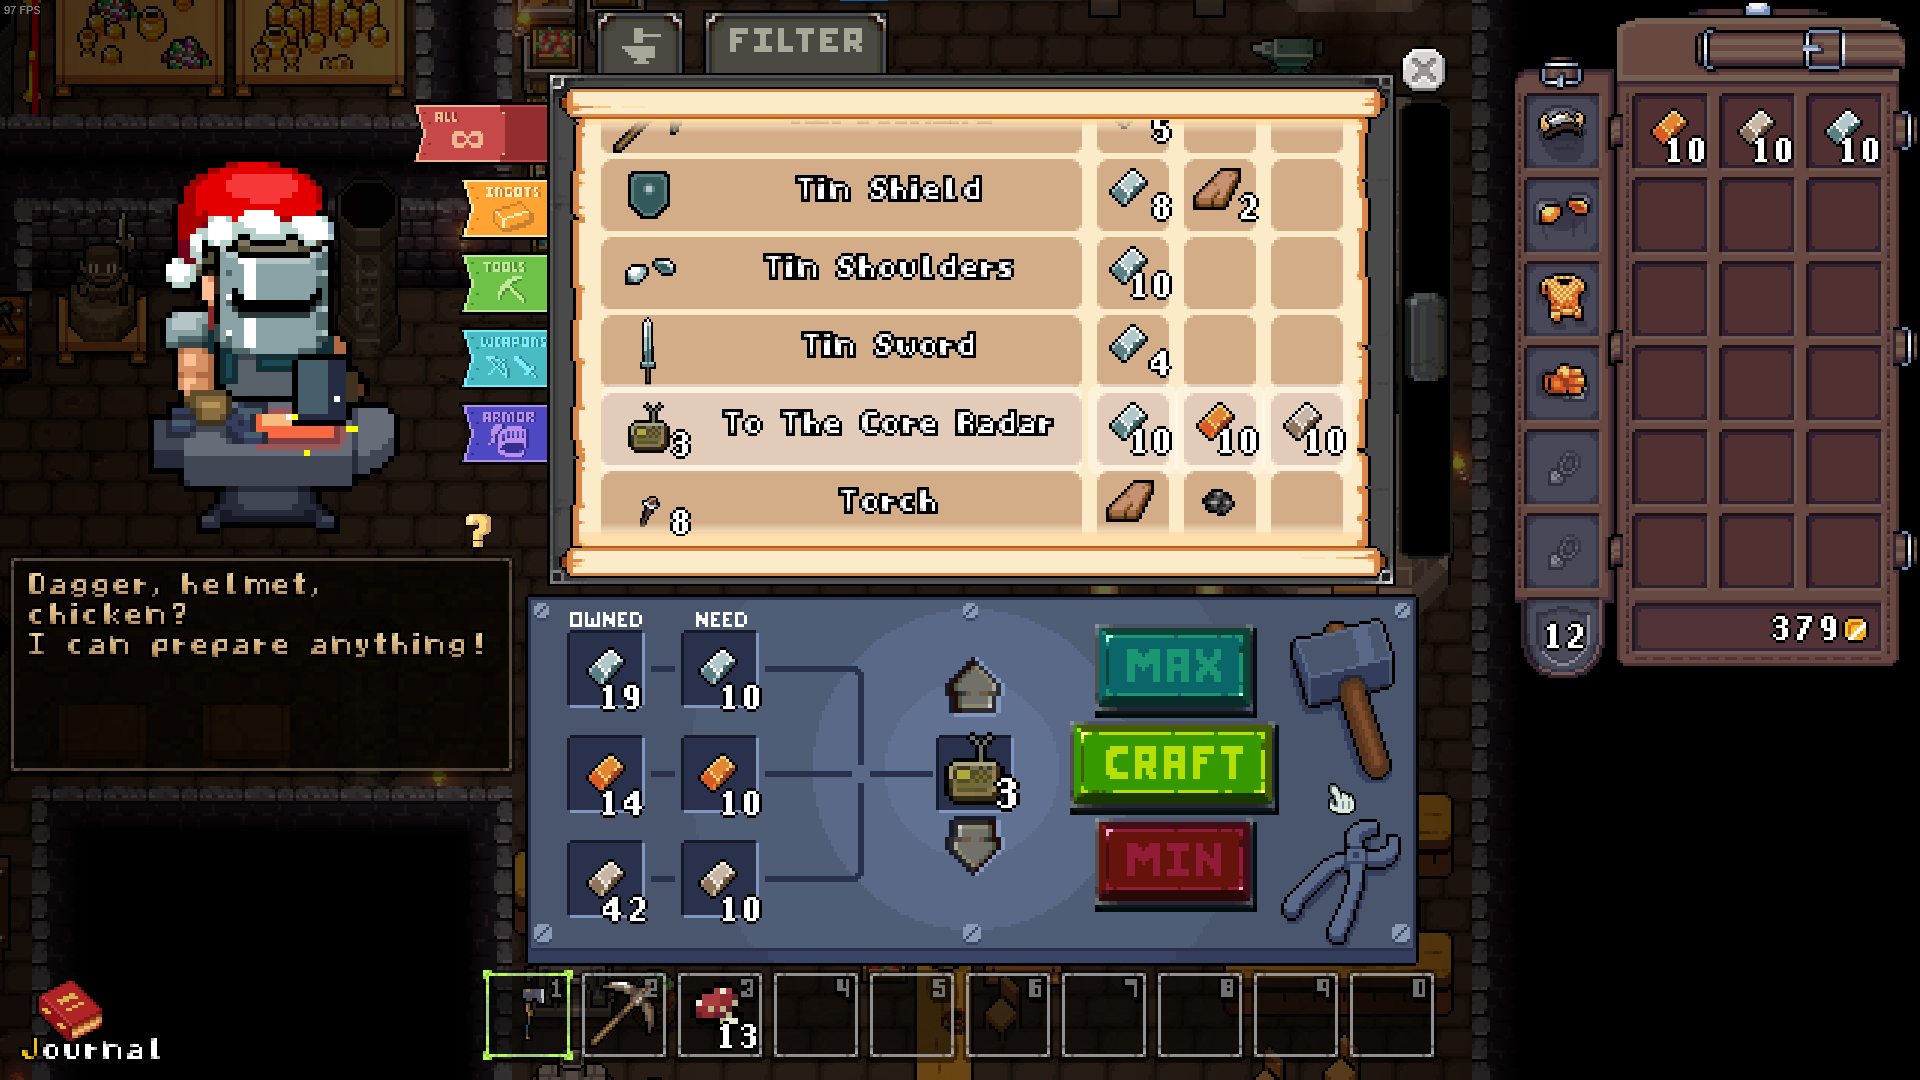 97 FPS
FILTER
ALL
INGOTS
TOOLS
WEAPONS
ARMOR
5
Tin Shield 8 2
Tin Shoulders 10
Tin Sword 4
3 To The Core Radar 10 10 10
8 Torch
10 10 10
12
379
Dagger, helmet,
chicken?
I can prepare anything!
OWNED NEED
19 10
14 10
42 10
3
MAX
CRAFT
MIN
1 2 3 4 5 6 7 8 9 0
13
Journal